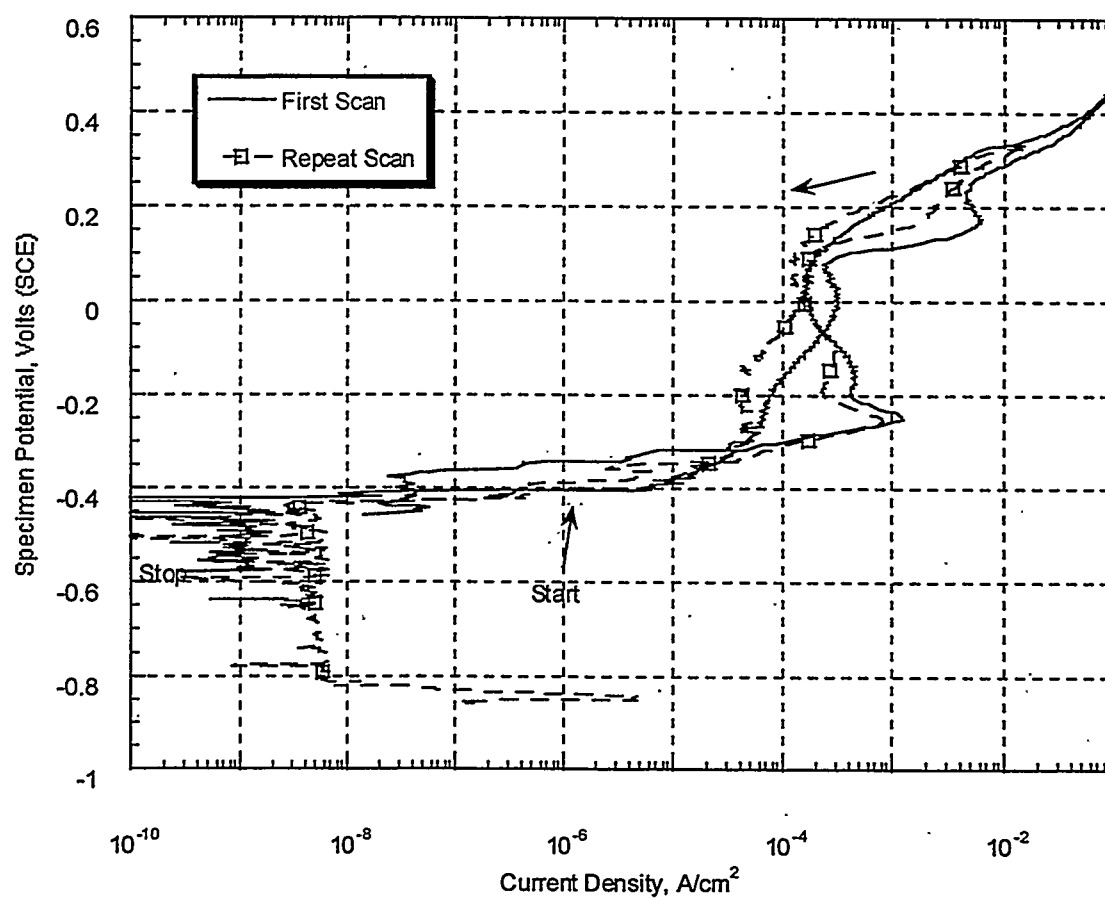 0.6
First Scan
0.4
Repeat Scan
0.2
0
-0.2
-0.4
Stop
Start
-0.6
-0.8
-1
Specimen Potential, Volts (SCE)
10^-10
10^-8
10^-6
10^-4
10^-2
Current Density, A/cm²